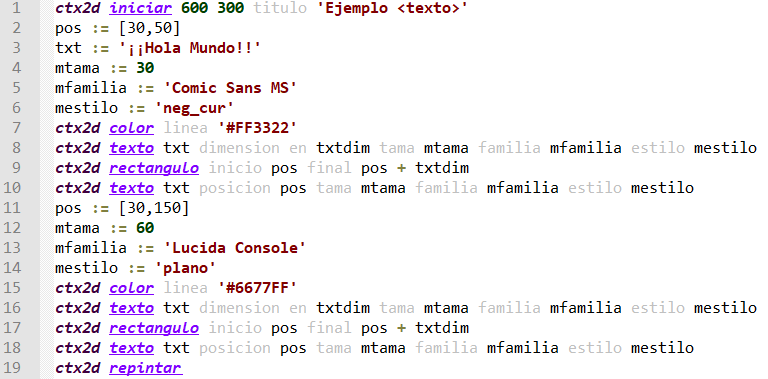 1 ctx2d iniciar 600 300 titulo 'Ejemplo <texto>'
2 pos := [30,50]
3 txt := '¡¡Hola Mundo!!'
4 mtama := 30
5 mfamilia := 'Comic Sans MS'
6 mestilo := 'neg_cur'
7 ctx2d color linea '#FF3322'
8 ctx2d texto txt dimension en txtdim tama mtama familia mfamilia estilo mestilo
9 ctx2d rectangulo inicio pos final pos + txtdim
10 ctx2d texto txt posicion pos tama mtama familia mfamilia estilo mestilo
11 pos := [30,150]
12 mtama := 60
13 mfamilia := 'Lucida Console'
14 mestilo := 'plano'
15 ctx2d color linea '#6677FF'
16 ctx2d texto txt dimension en txtdim tama mtama familia mfamilia estilo mestilo
17 ctx2d rectangulo inicio pos final pos + txtdim
18 ctx2d texto txt posicion pos tama mtama familia mfamilia estilo mestilo
19 ctx2d repintar